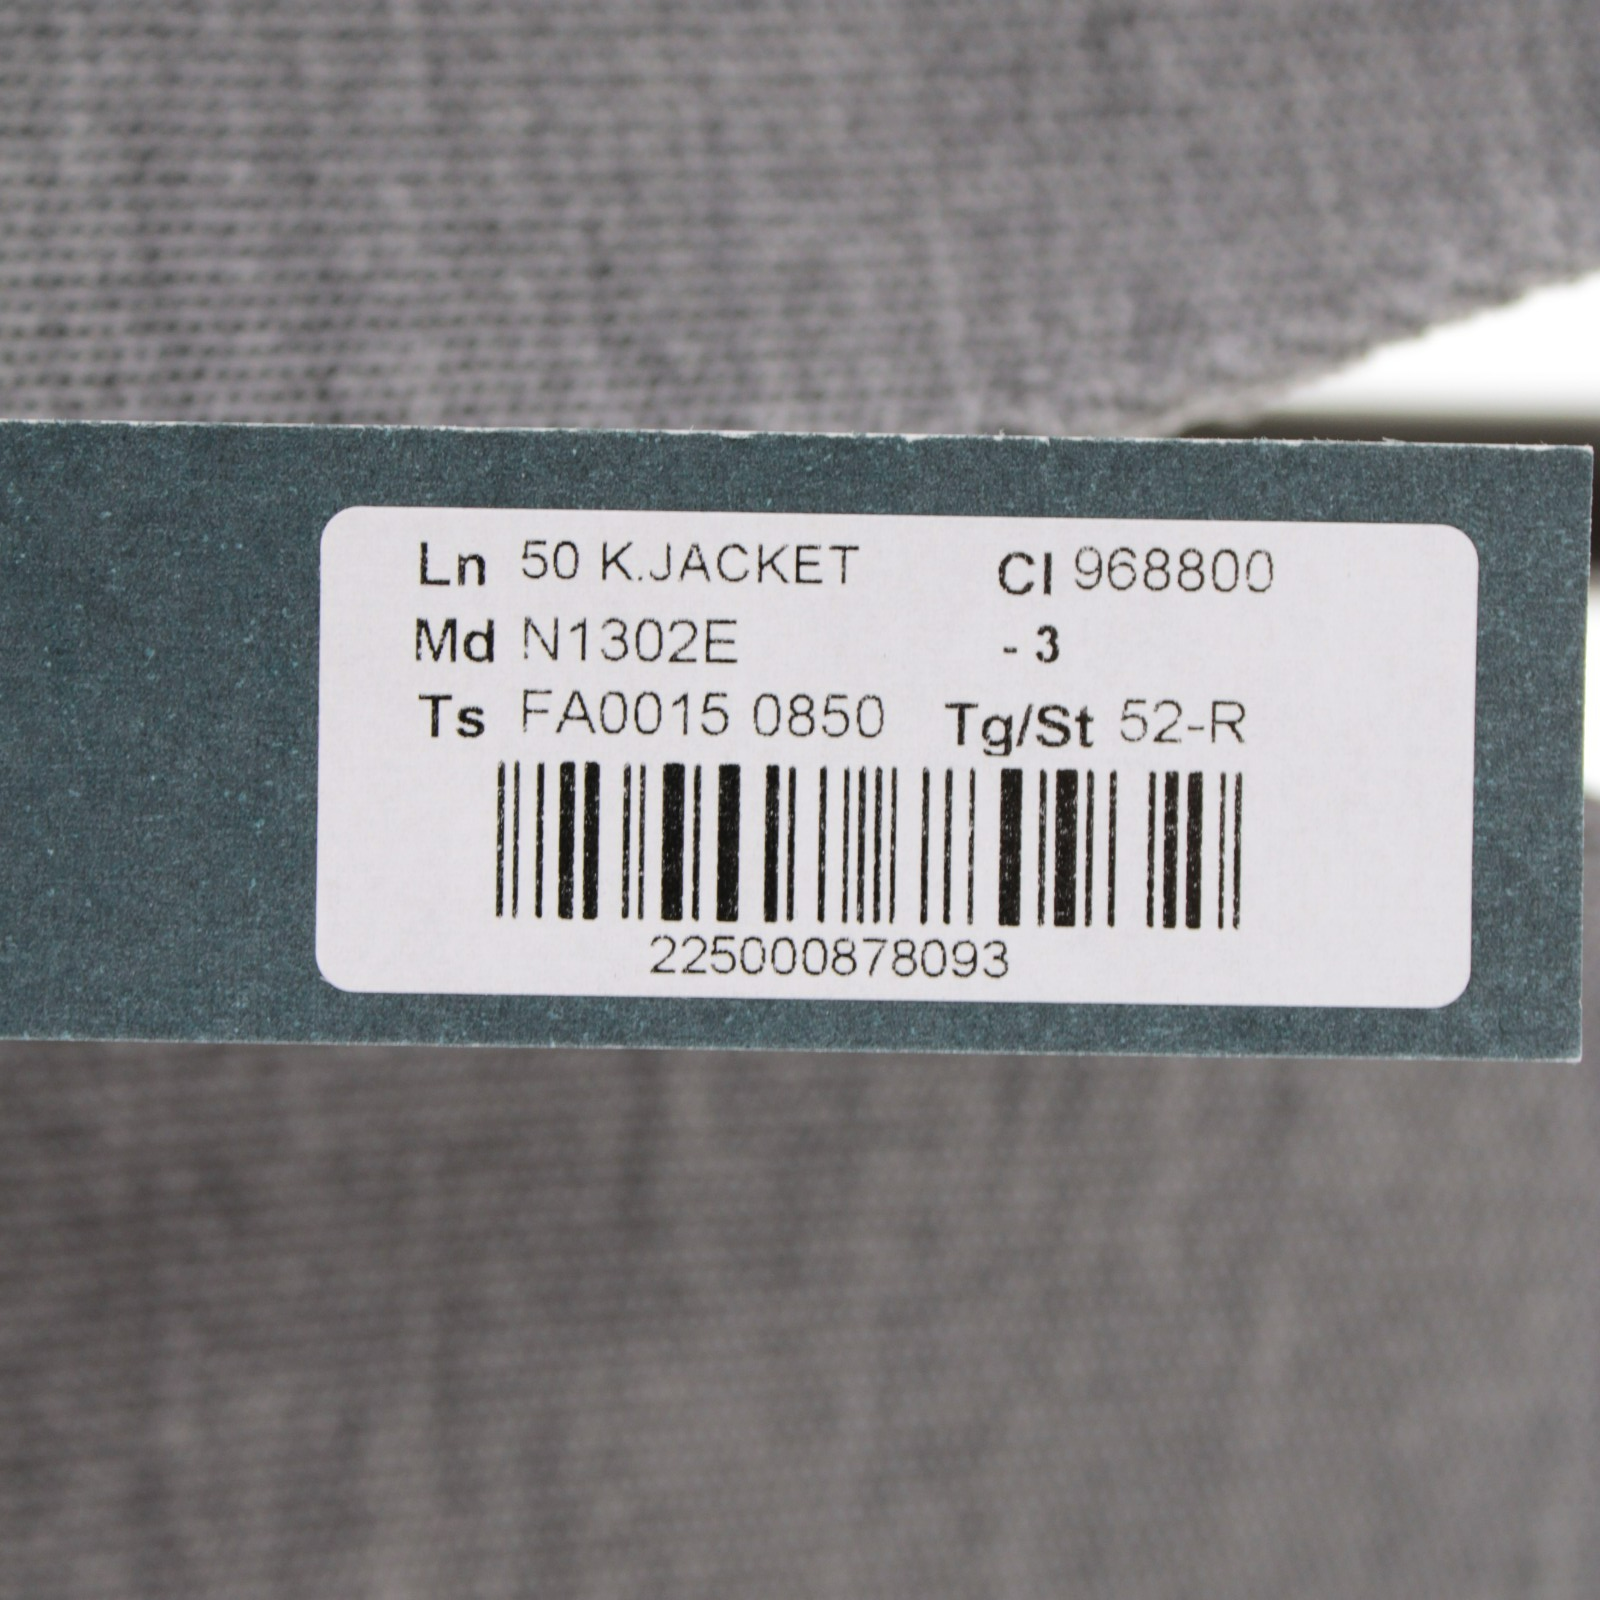 Ln 50 K.JACKET Cl 968800
Md N1302E - 3
Ts FA0015 0850 Tg/St 52-R
225000878093